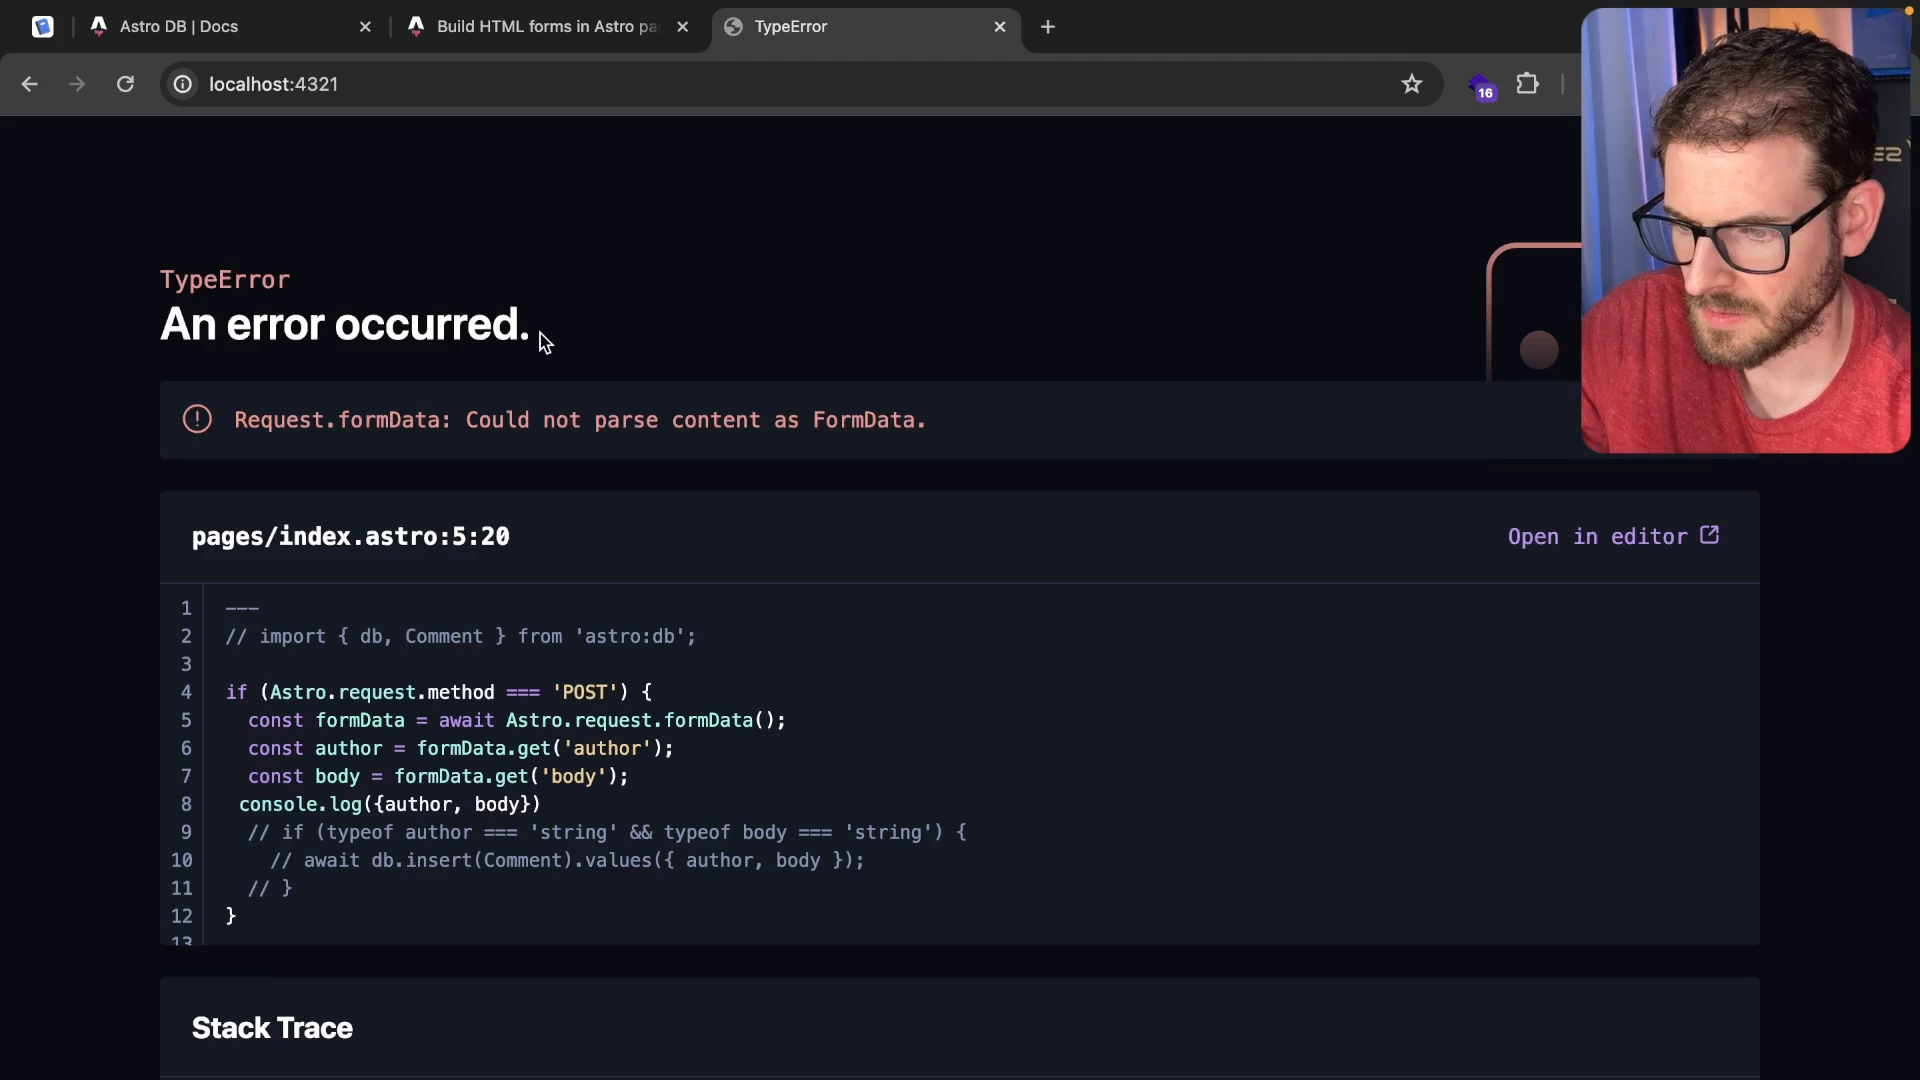 Astro DB | Docs
Build HTML forms in Astro pa
TypeError
localhost:4321
16
TypeError
An error occurred.
Request.formData: Could not parse content as FormData.
pages/index.astro:5:20
Open in editor
1 ---
2 // import { db, Comment } from 'astro:db';
3
4 if (Astro.request.method === 'POST') {
5 const formData = await Astro.request.formData();
6 const author = formData.get('author');
7 const body = formData.get('body');
8 console.log({author, body})
9 // if (typeof author === 'string' && typeof body === 'string') {
10 // await db.insert(Comment).values({ author, body });
11 // }
12 }
13
Stack Trace